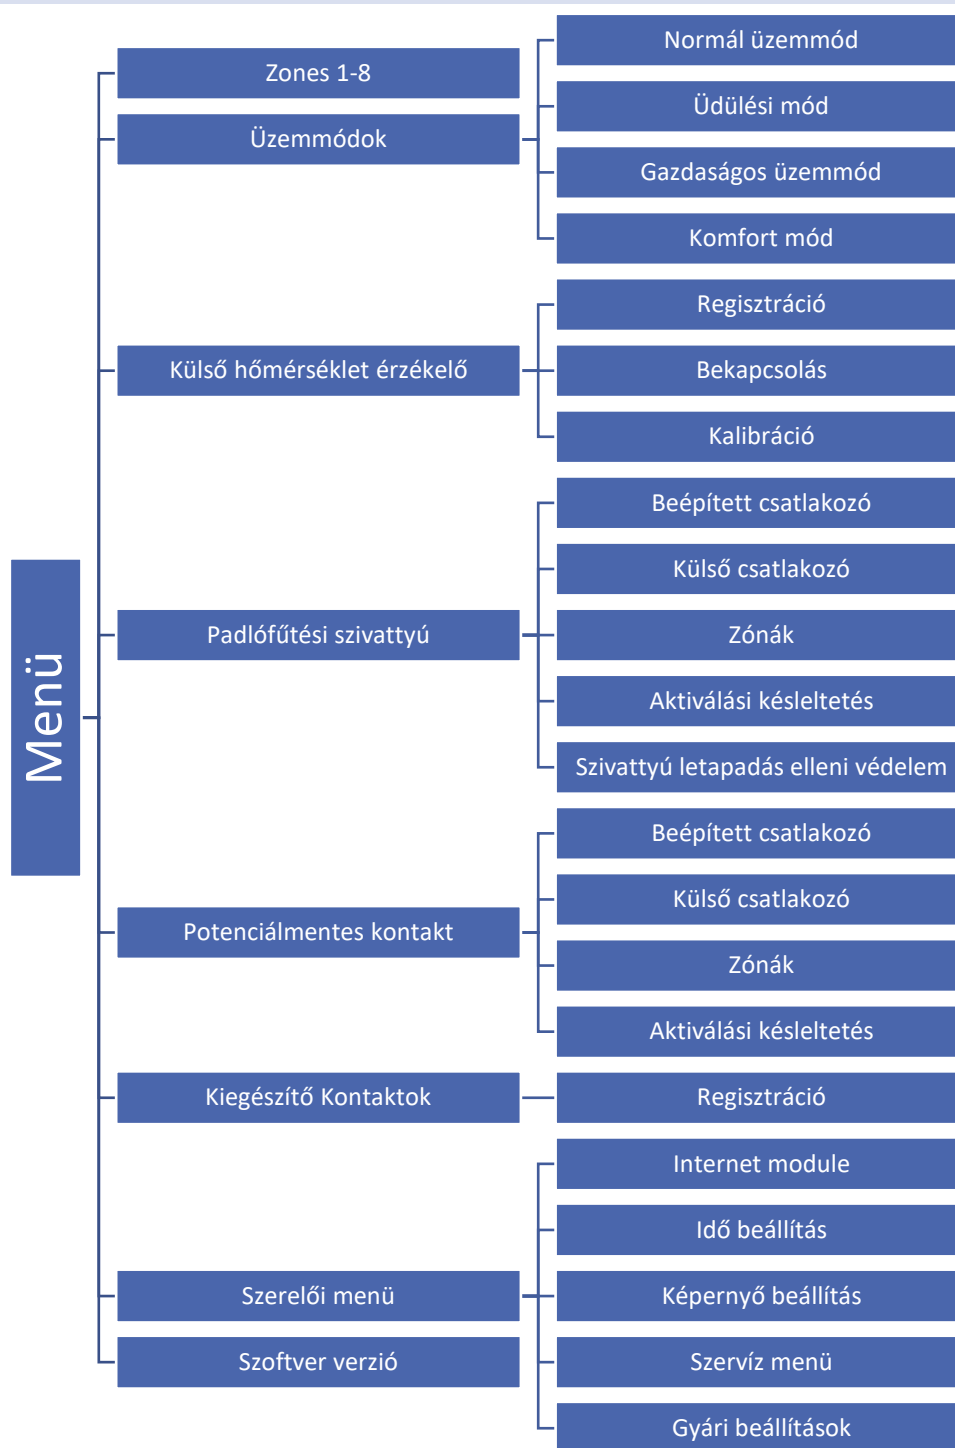 Menü
Zones 1-8
Üzemmódok
Normál üzemmód
Üdülési mód
Gazdaságos üzemmód
Komfort mód
Külső hőmérséklet érzékelő
Regisztráció
Bekapcsolás
Kalibráció
Padlófűtési szivattyú
Beépített csatlakozó
Külső csatlakozó
Zónák
Aktiválási késleltetés
Szivattyú letapadás elleni védelem
Potenciálmentes kontakt
Beépített csatlakozó
Külső csatlakozó
Zónák
Aktiválási késleltetés
Kiegészítő Kontaktok
Regisztráció
Szerelői menü
Internet module
Idő beállítás
Képernyő beállítás
Szervíz menü
Gyári beállítások
Szoftver verzió